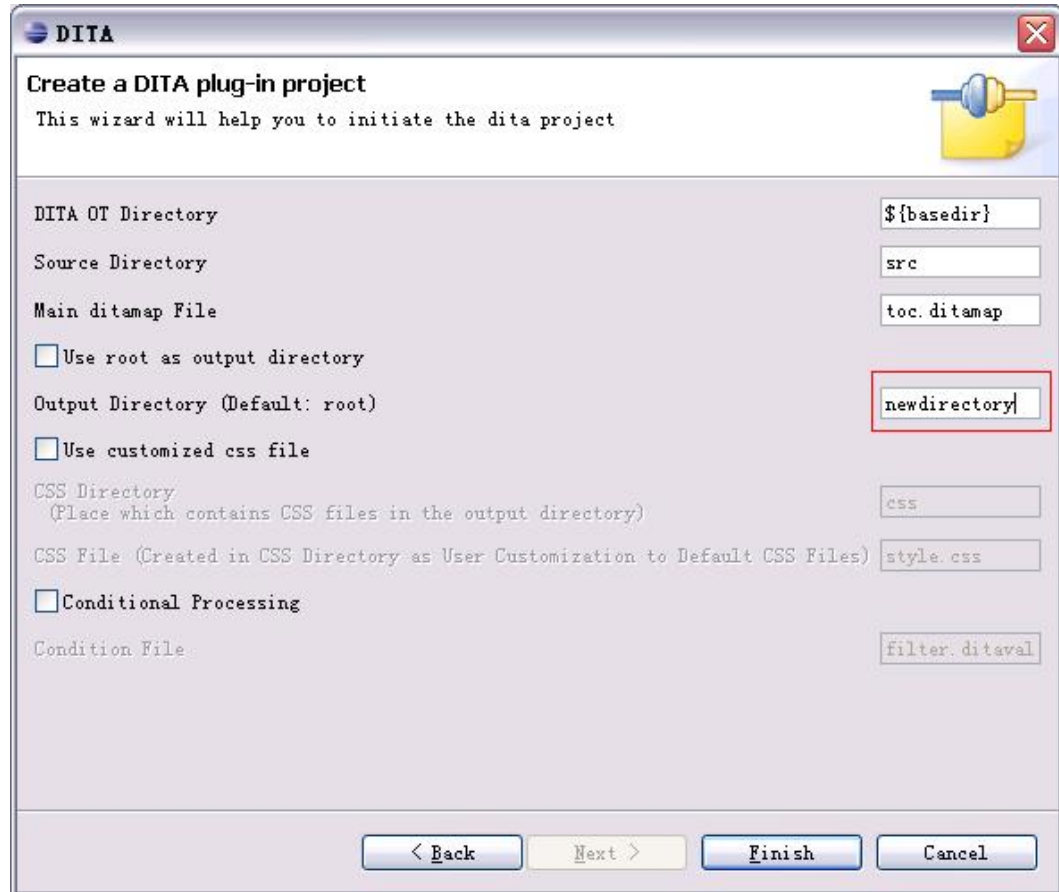 DITA
Create a DITA plug-in project
This wizard will help you to initiate the dita project
DITA OT Directory
${basedir}
Source Directory
src
Main ditamap File
toc.ditamap
Use root as output directory
Output Directory (Default: root)
newdirectory
Use customized css file
CSS Directory
(Place which contains CSS files in the output directory)
css
CSS File (Created in CSS Directory as User Customization to Default CSS Files)
style.css
Conditional Processing
Condition File
filter.ditaval
< Back
Next >
Finish
Cancel